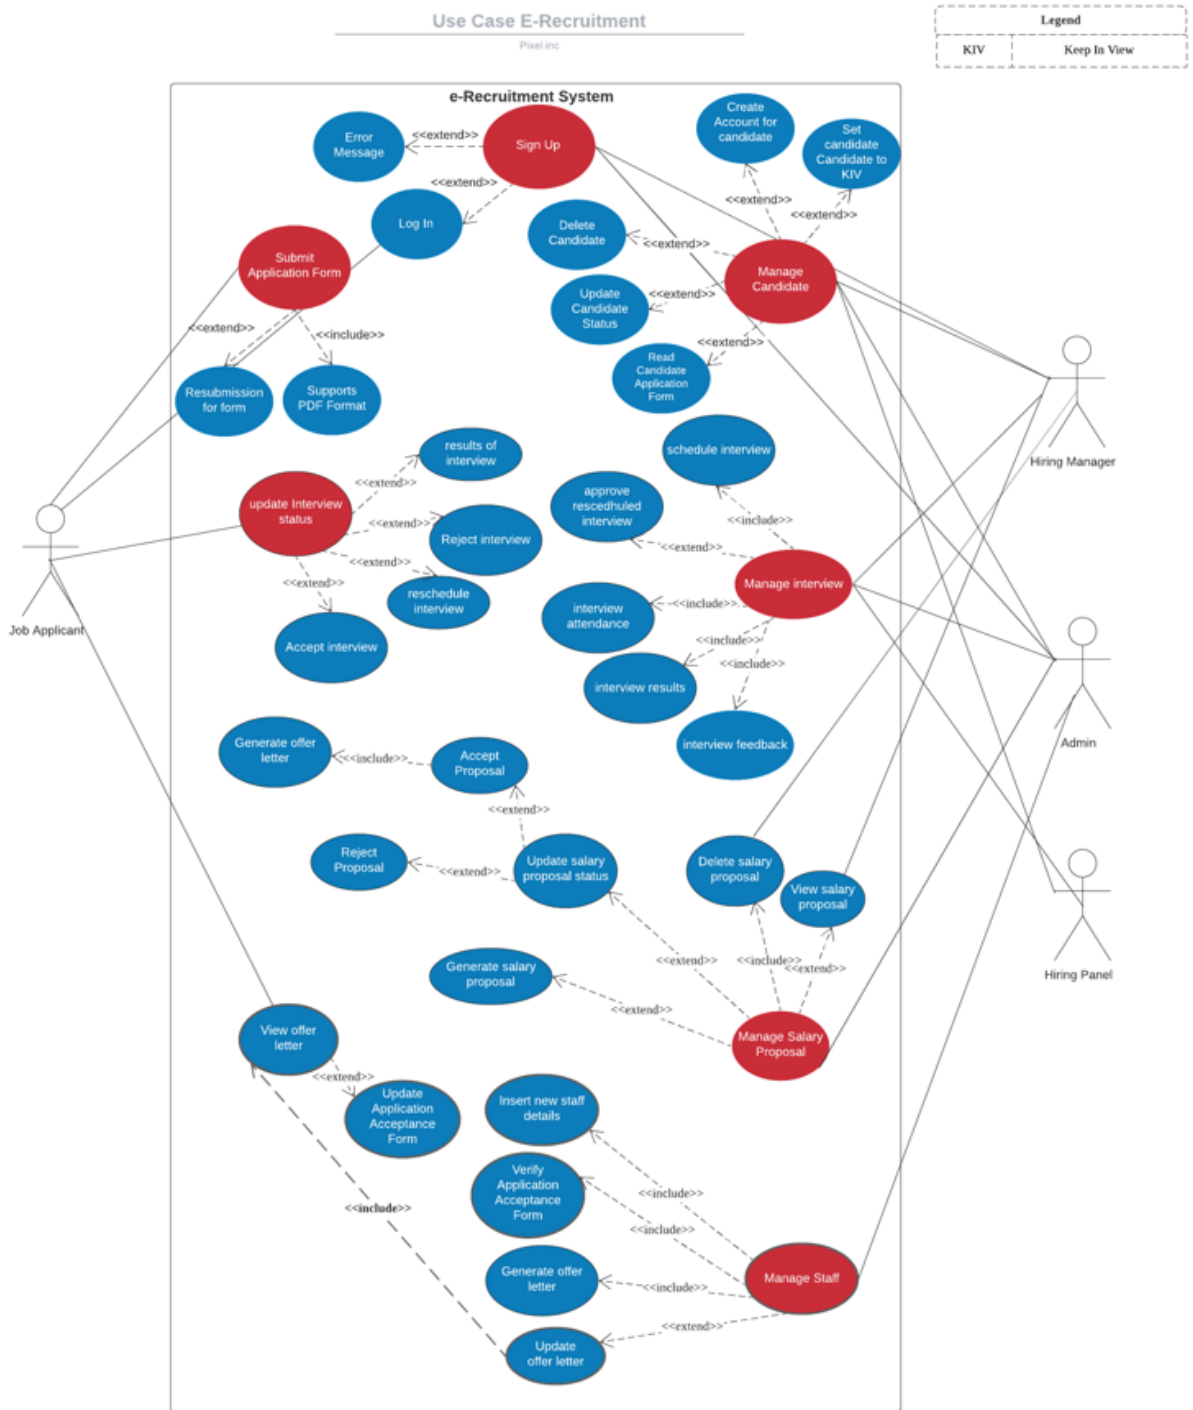 Use Case E-Recruitment
Pixel.inc
Legend
KIV
Keep In View
e-Recruitment System
Error
Message
<<extend>>
Sign Up
<<extend>>
Log In
Create
Account for
candidate
Set
candidate
Candidate to
KIV
<<extend>>
<<extend>>
Delete
Candidate
<<extend>>
Manage
Candidate
Update
Candidate
Status
<<extend>>
<<extend>>
Read
Candidate
Application
Form
Submit
Application Form
<<extend>>
<<include>>
Resubmission
for form
Supports
PDF Format
Hiring Manager
results of
interview
<<extend>>
update Interview
status
<<extend>>
Reject interview
<<extend>>
reschedule
interview
<<extend>>
Accept interview
Job Applicant
schedule interview
approve
rescedhuled
interview
<<include>>
<<extend>>
Manage interview
interview
attendance
<<include>>
<<include>>
interview results
<<include>>
interview feedback
Admin
Generate offer
letter
<<include>>
Accept
Proposal
<<extend>>
Reject
Proposal
<<extend>>
Update salary
proposal status
Delete salary
proposal
View salary
proposal
<<extend>>
<<include>>
<<extend>>
Generate salary
proposal
<<extend>>
Manage Salary
Proposal
Hiring Panel
View offer
letter
<<extend>>
Update
Application
Acceptance
Form
Insert new staff
details
Verify
Application
Acceptance
Form
<<include>>
<<include>>
<<include>>
Generate offer
letter
<<include>>
Manage Staff
<<extend>>
Update
offer letter